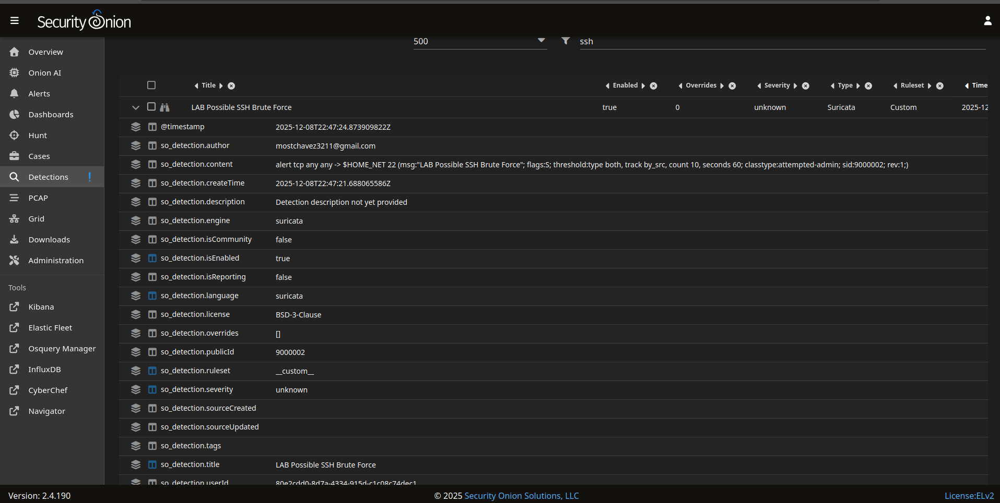 Security Onion
500
ssh
Overview
Onion AI
Alerts
Dashboards
Hunt
Cases
Detections !
PCAP
Grid
Downloads
Administration
Tools
Kibana
Elastic Fleet
Osquery Manager
InfluxDB
CyberChef
Navigator
Title Enabled Overrides Severity Type Ruleset Time
LAB Possible SSH Brute Force true 0 unknown Suricata Custom 2025-12
@timestamp 2025-12-08T22:47:24.873909822Z
so_detection.author mostchavez3211@gmail.com
so_detection.content alert tcp any any -> $HOME_NET 22 (msg:"LAB Possible SSH Brute Force"; flags:S; threshold:type both, track by_src, count 10, seconds 60; classtype:attempted-admin; sid:9000002; rev:1;)
so_detection.createTime 2025-12-08T22:47:21.688065586Z
so_detection.description Detection description not yet provided
so_detection.engine suricata
so_detection.isCommunity false
so_detection.isEnabled true
so_detection.isReporting false
so_detection.language suricata
so_detection.license BSD-3-Clause
so_detection.overrides []
so_detection.publicId 9000002
so_detection.ruleset __custom__
so_detection.severity unknown
so_detection.sourceCreated
so_detection.sourceUpdated
so_detection.tags
so_detection.title LAB Possible SSH Brute Force
so_detection.userId 80e2cdd0-8d7a-4334-915d-c1c08c74dec1
Version: 2.4.190
© 2025 Security Onion Solutions, LLC
License:ELv2